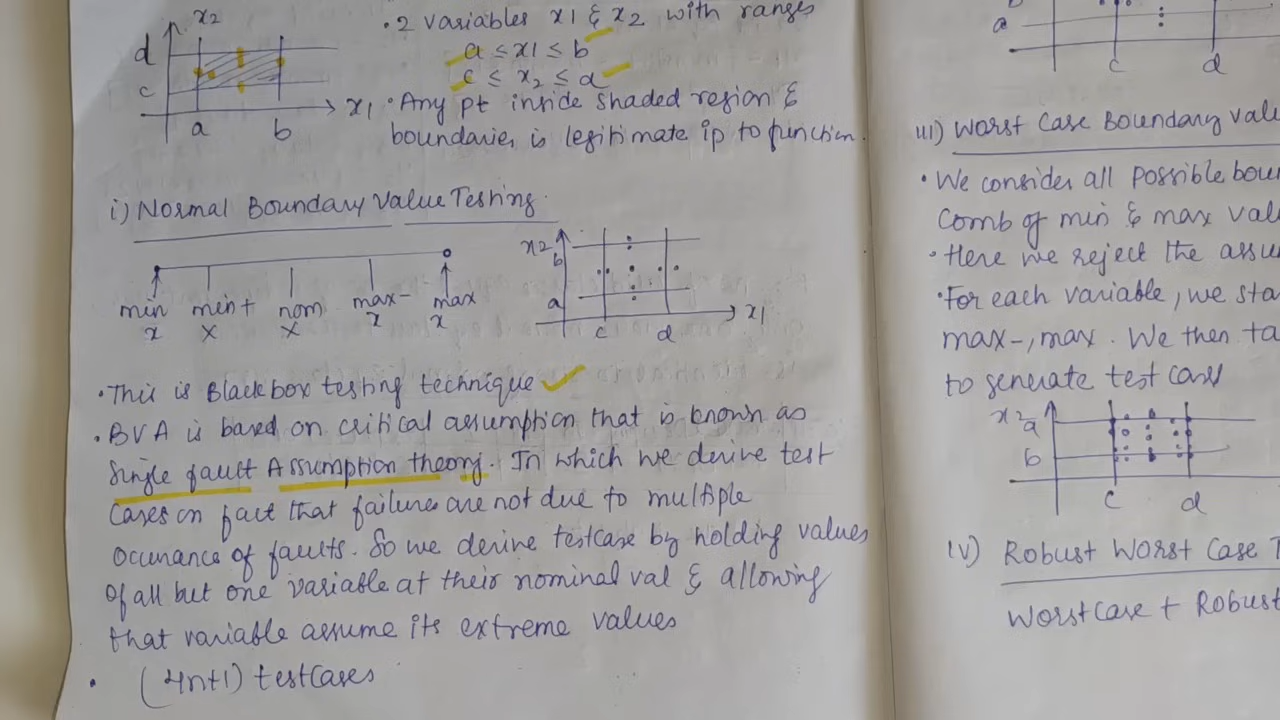 x2
d
c
a
b
x1
• 2 variables x1 & x2 with ranges
a ≤ x1 ≤ b
c ≤ x2 ≤ d
• Any pt inside shaded region &
boundaries is legitimate ip to function.
i) Normal Boundary Value Testing
min min+ nom max- max
x x x x x
x2
b
a
c d
x1
• This is Blackbox testing technique
• BVA is based on critical assumption that is known as
Single fault Assumption theory. In which we derive test
cases on fact that failures are not due to multiple
Occurance of faults. So we derive testcase by holding values
Of all but one variable at their nominal val & allowing
that variable assume its extreme values
• (4n+1) testcases
a
c d
III) Worst Case Boundary Val
• We consider all possible bou
Comb of min & max val
• Here we reject the assu
• For each variable, we sta
max-, max. We then ta
to generate test cases
x2
a
b
c d
IV) Robust Worst Case T
Worst case + Robust